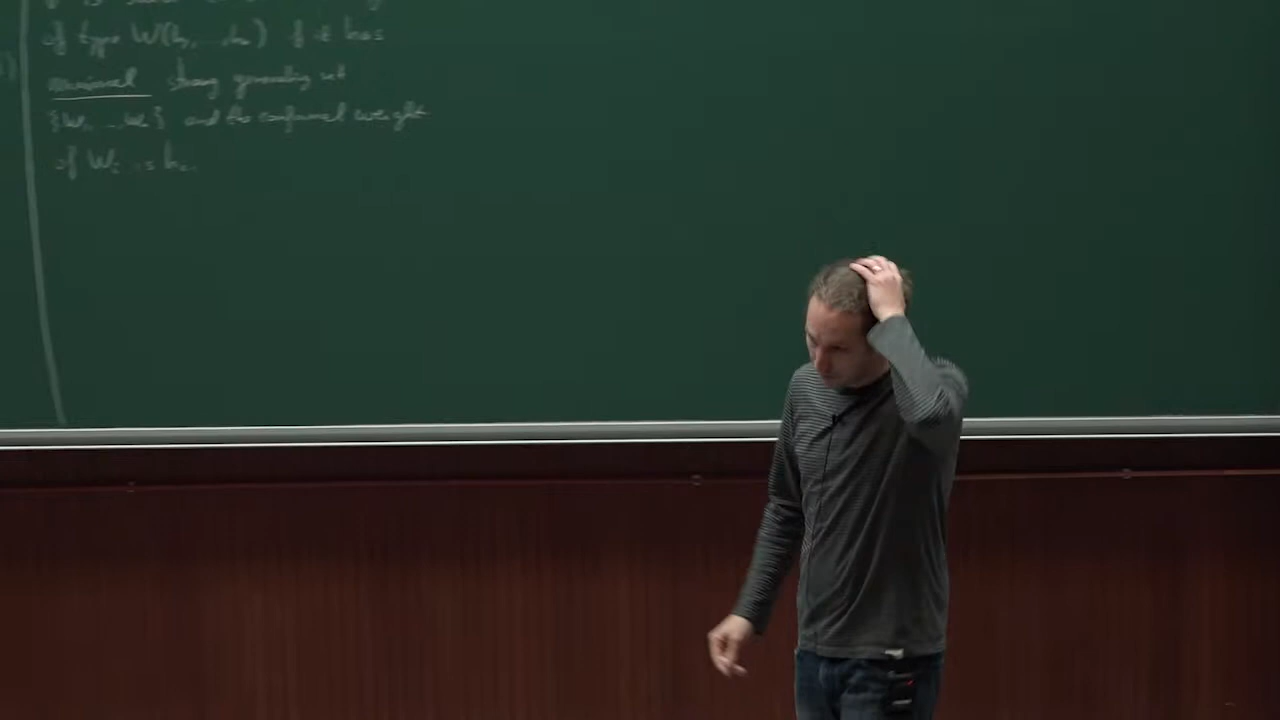 of type W(h₁, ..., hₙ) if it has
minimal strong generating set
{W₁, ..., Wₙ} and the conformal weight
of Wᵢ is hᵢ.